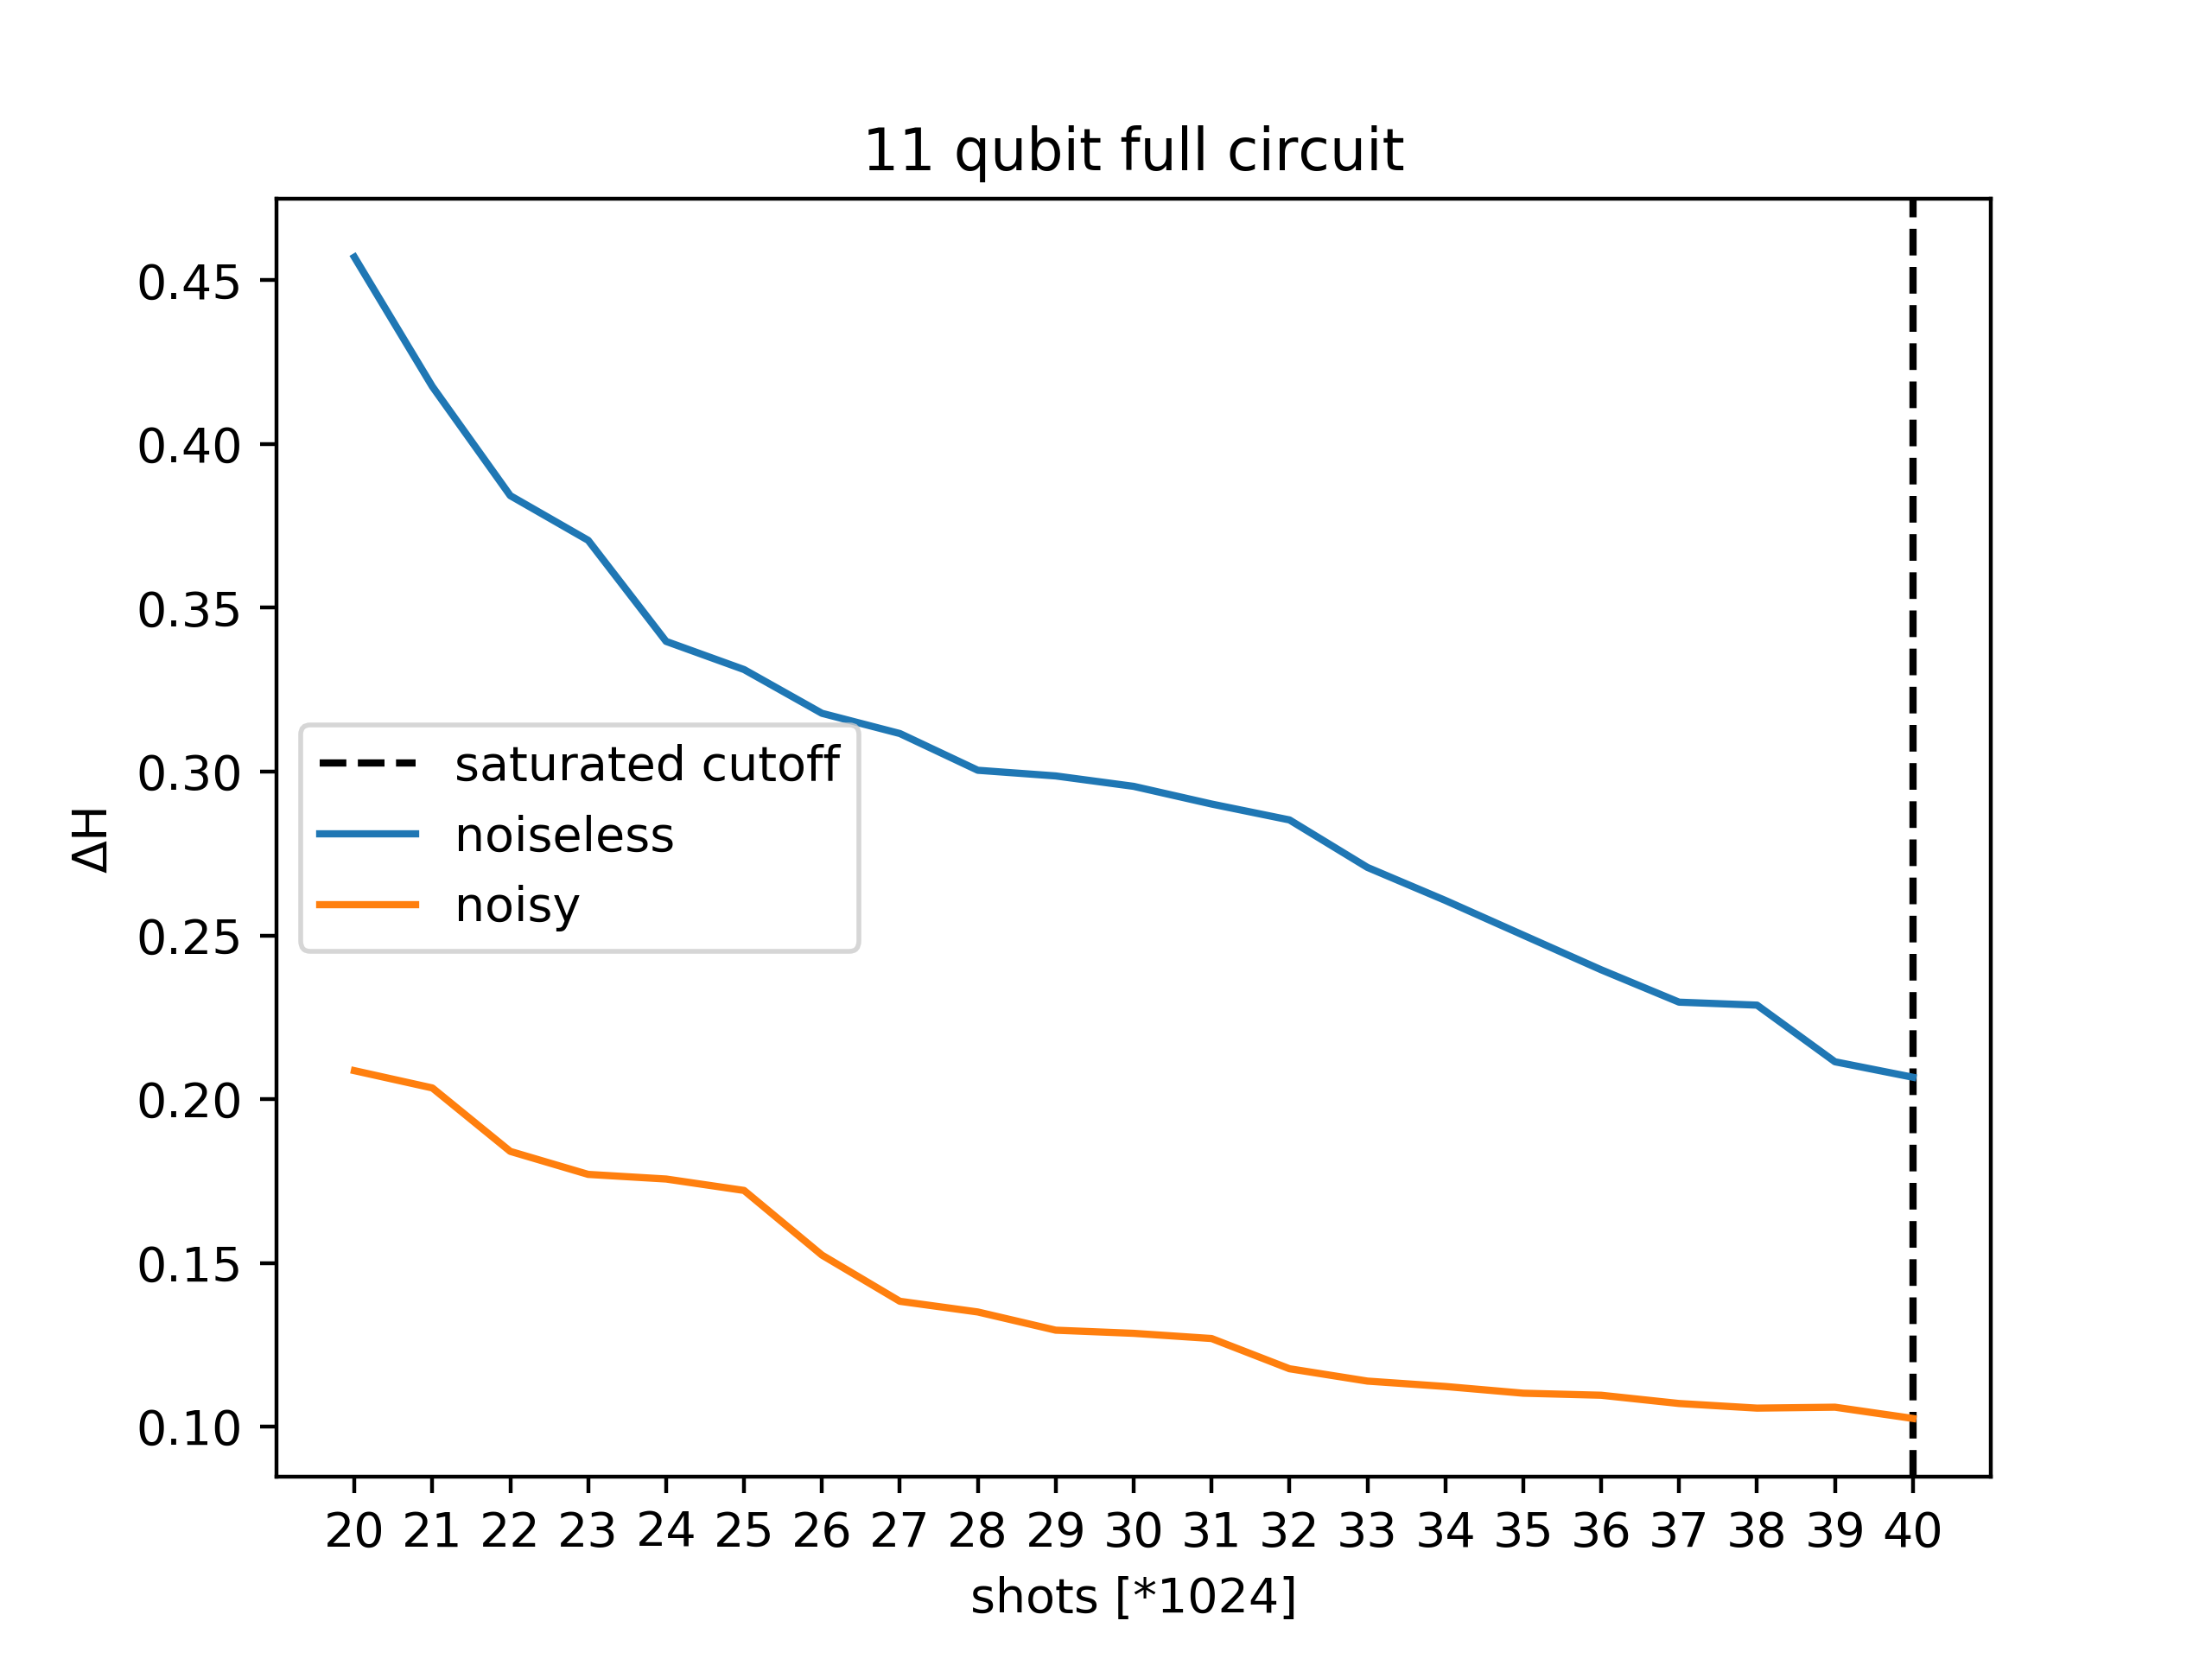 11 qubit full circuit
0.45
0.40
0.35
0.30
0.25
0.20
0.15
0.10
ΔH
saturated cutoff
noiseless
noisy
20 21 22 23 24 25 26 27 28 29 30 31 32 33 34 35 36 37 38 39 40
shots [*1024]